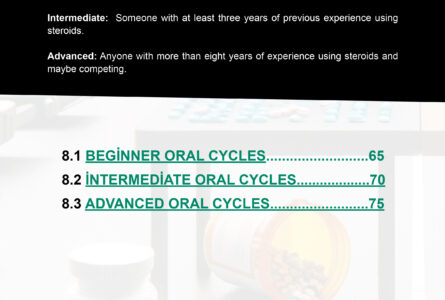 Intermediate: Someone with at least three years of previous experience using
steroids.
Advanced: Anyone with more than eight years of experience using steroids and
maybe competing.
8.1 BEGİNNER ORAL CYCLES..........................65
8.2 İNTERMEDİATE ORAL CYCLES...................70
8.3 ADVANCED ORAL CYCLES.........................75